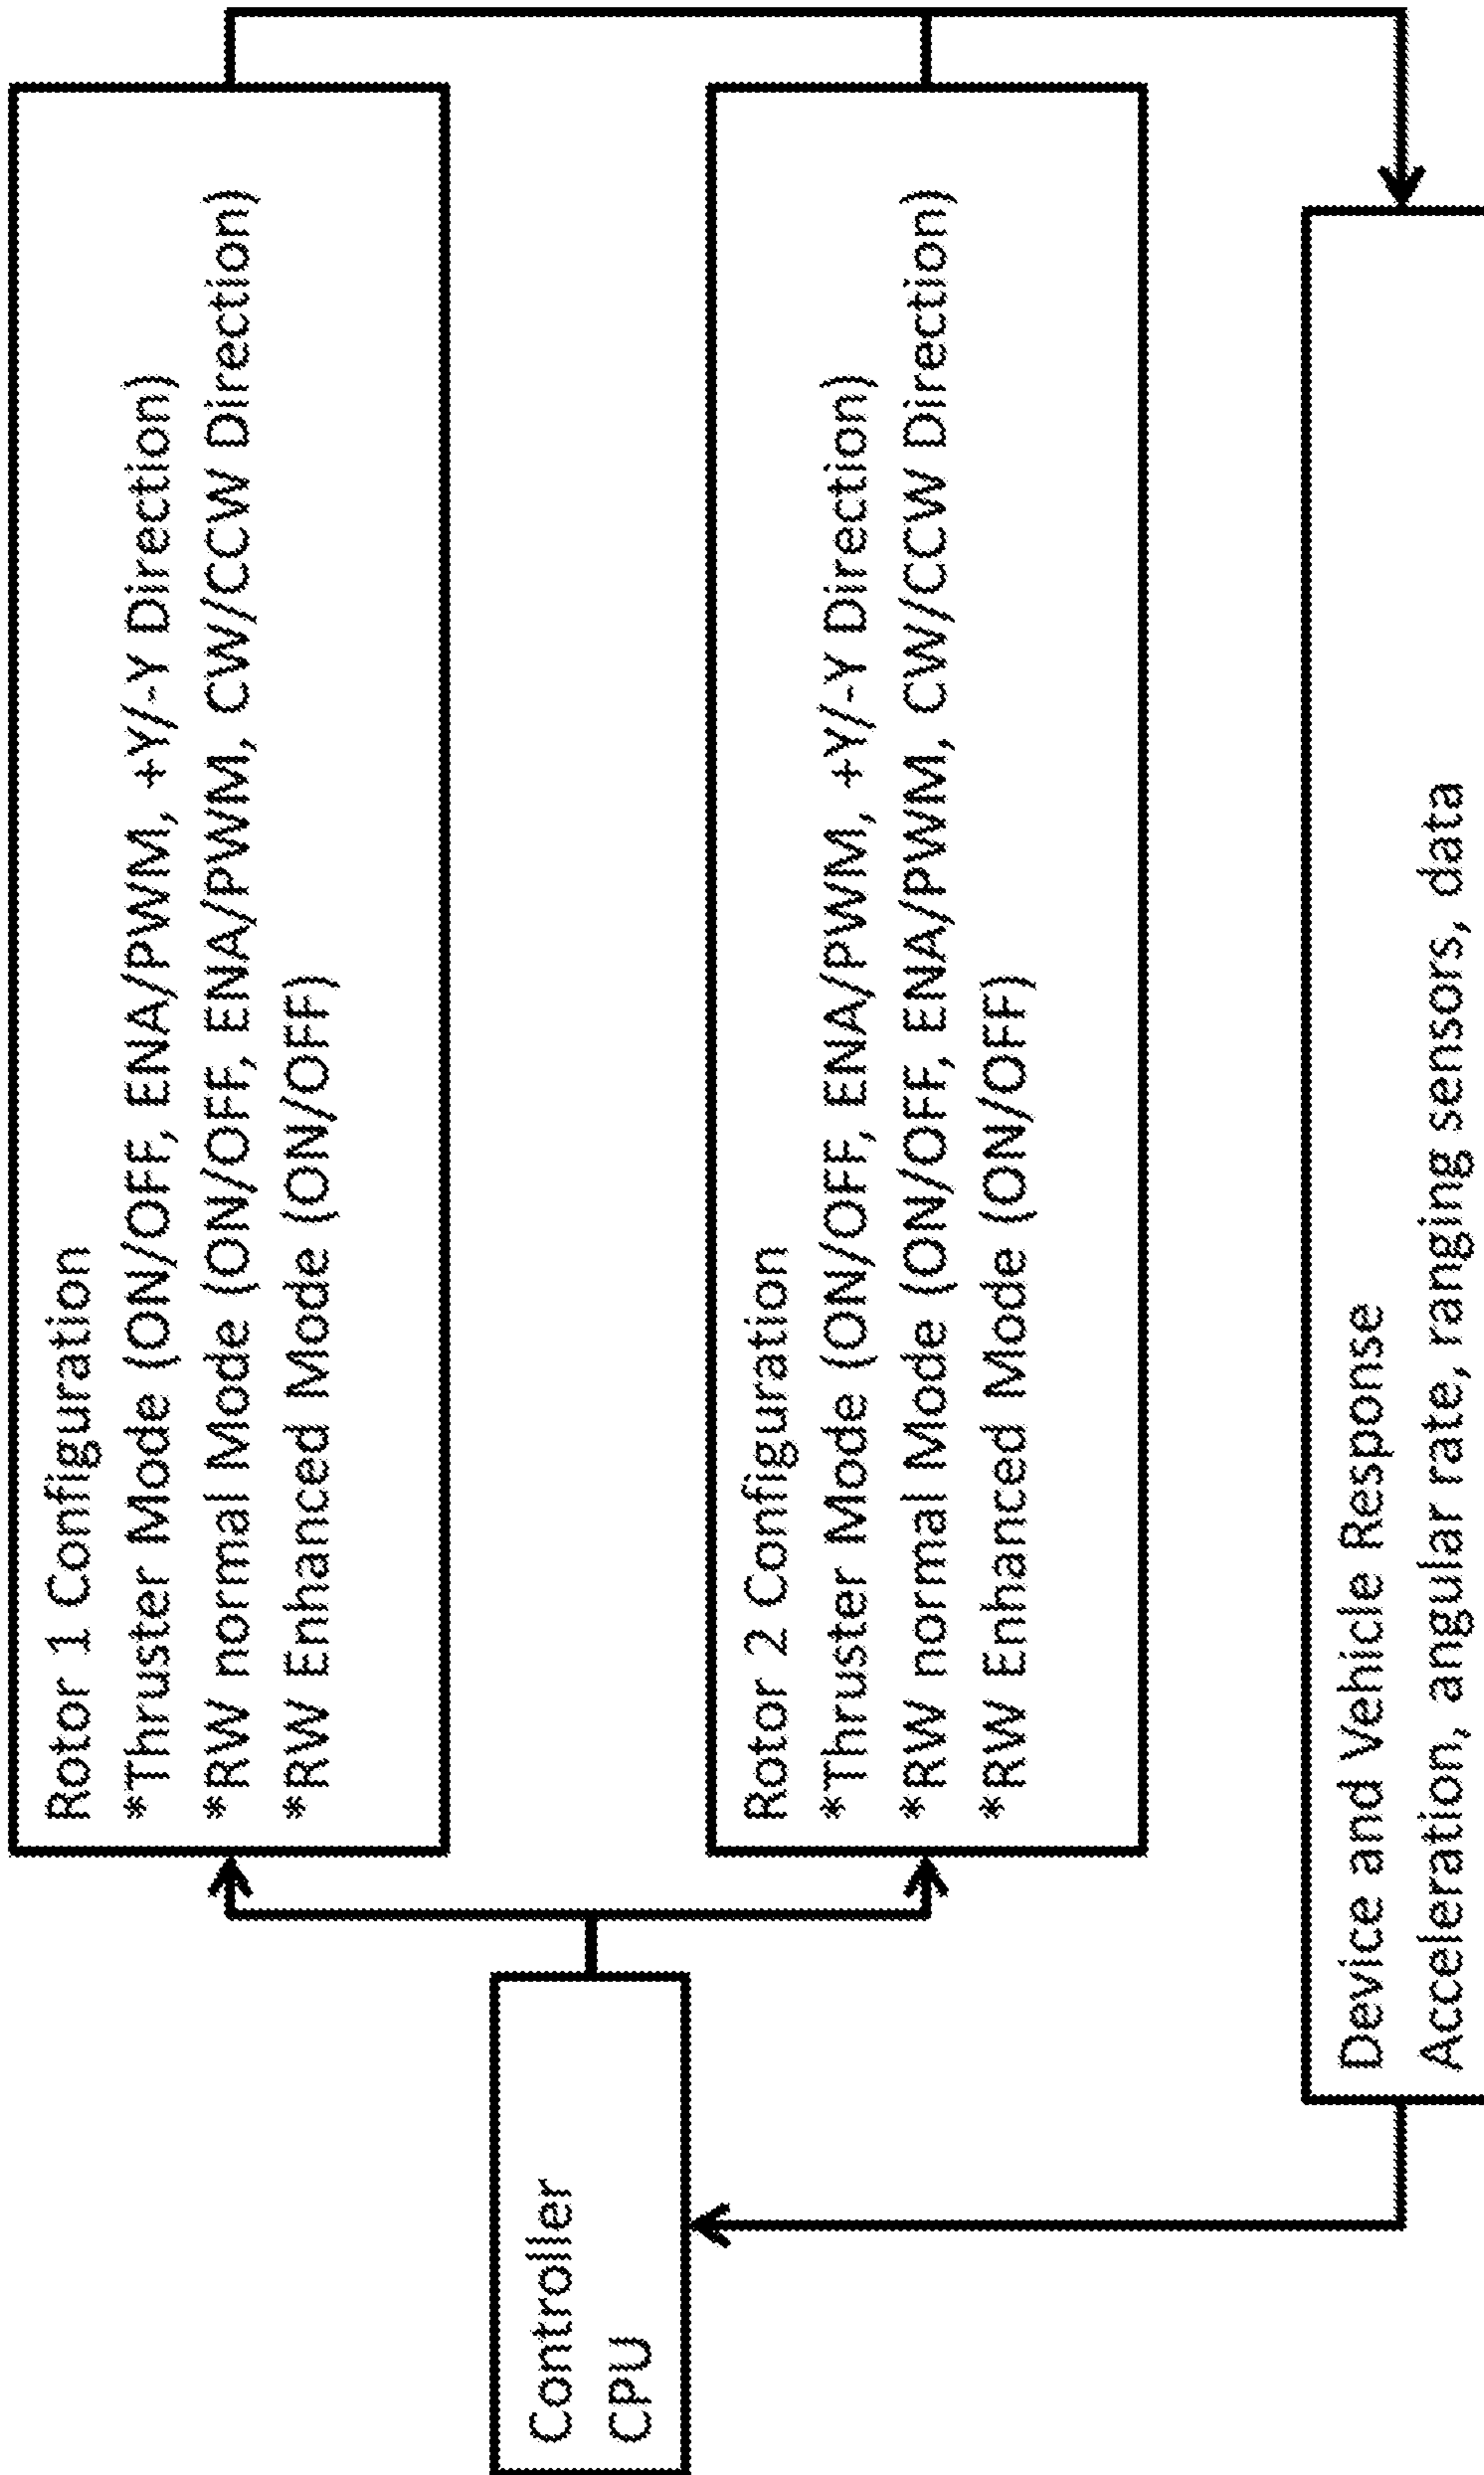 Controller
CPU
Rotor 1 Configuration
*Thruster Mode (ON/OFF, ENA/PWM, +Y/-Y Direction)
*RW normal Mode (ON/OFF, ENA/PWM, CW/CCW Direction)
*RW Enhanced Mode (ON/OFF)
Rotor 2 Configuration
*Thruster Mode (ON/OFF, ENA/PWM, +Y/-Y Direction)
*RW normal Mode (ON/OFF, ENA/PWM, CW/CCW Direction)
*RW Enhanced Mode (ON/OFF)
Device and Vehicle Response
Acceleration, angular rate, ranging sensors, data